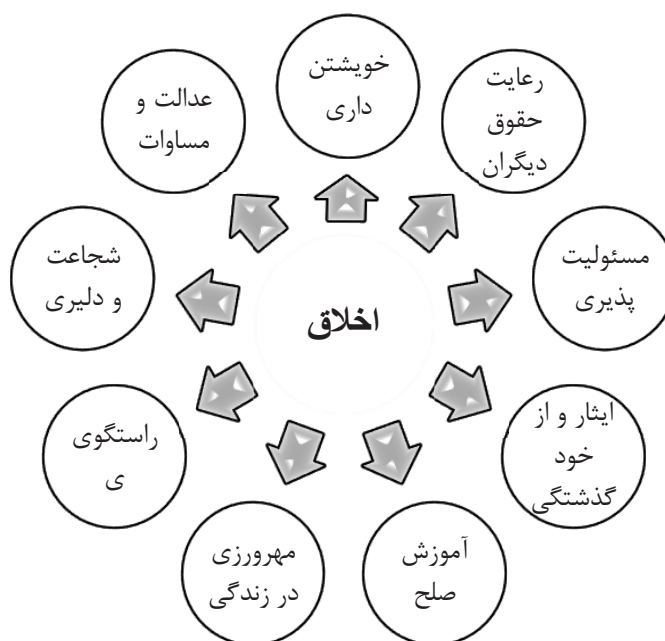 خویشتن
داری
رعایت
حقوق
دیگران
مسئولیت
پذیری
ایثار و از
خود
گذشتگی
آموزش
صلح
مهرورزی
در زندگی
راستگوی
ی
شجاعت
و دلیری
عدالت و
مساوات
اخلاق